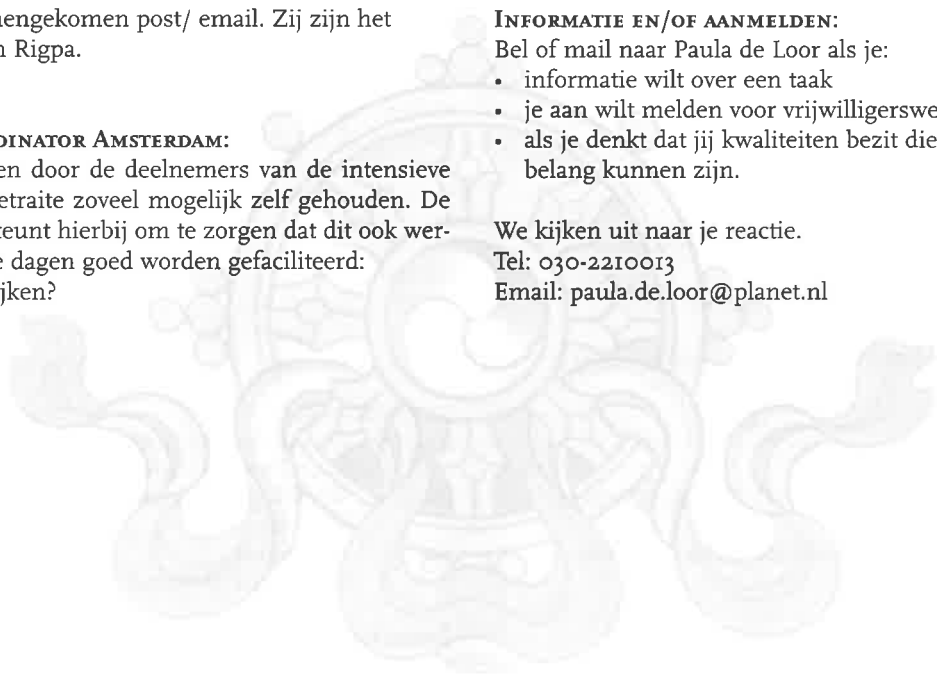 nengekomen post/ email. Zij zijn het
n Rigpa.
DINATOR AMSTERDAM:
en door de deelnemers van de intensieve
etraite zoveel mogelijk zelf gehouden. De
teunt hierbij om te zorgen dat dit ook wer-
e dagen goed worden gefaciliteerd:
ijken?
INFORMATIE EN/OF AANMELDEN:
Bel of mail naar Paula de Loor als je:
• informatie wilt over een taak
• je aan wilt melden voor vrijwilligerswe
• als je denkt dat jij kwaliteiten bezit die
belang kunnen zijn.
We kijken uit naar je reactie.
Tel: 030-2210013
Email: paula.de.loor@planet.nl